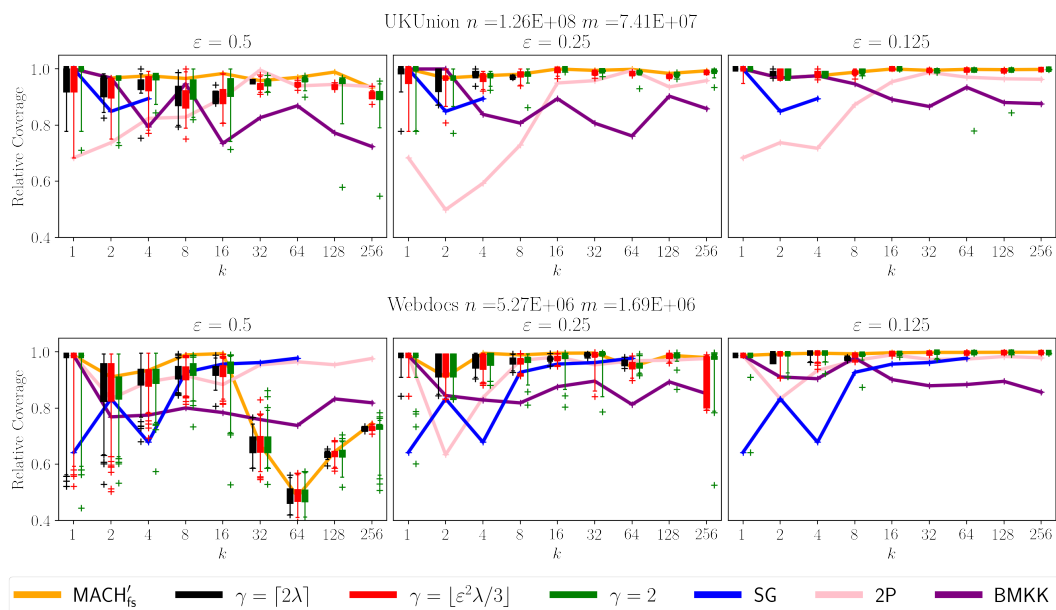 UKUnion n =1.26E+08 m =7.41E+07
ε = 0.5 ε = 0.25 ε = 0.125
Relative Coverage
1.0
0.8
0.6
0.4
1 2 4 8 16 32 64 128 256 1 2 4 8 16 32 64 128 256 1 2 4 8 16 32 64 128 256
k k k
Webdocs n =5.27E+06 m =1.69E+06
ε = 0.5 ε = 0.25 ε = 0.125
Relative Coverage
1.0
0.8
0.6
0.4
1 2 4 8 16 32 64 128 256 1 2 4 8 16 32 64 128 256 1 2 4 8 16 32 64 128 256
k k k
MACH′fs γ = ⌈2λ⌉ γ = ⌊ε²λ/3⌋ γ = 2 SG 2P BMKK